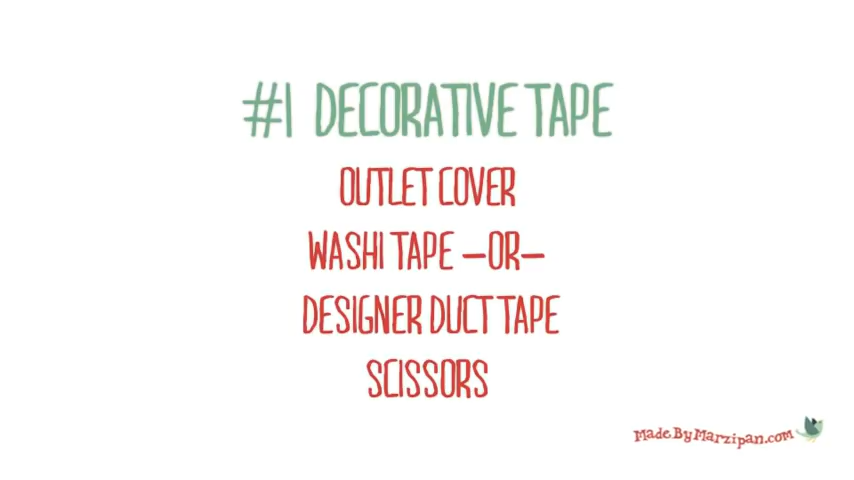 #1 DECORATIVE TAPE
OUTLET COVER
WASHI TAPE -OR-
DESIGNER DUCT TAPE
SCISSORS
MadeByMarzipan.com